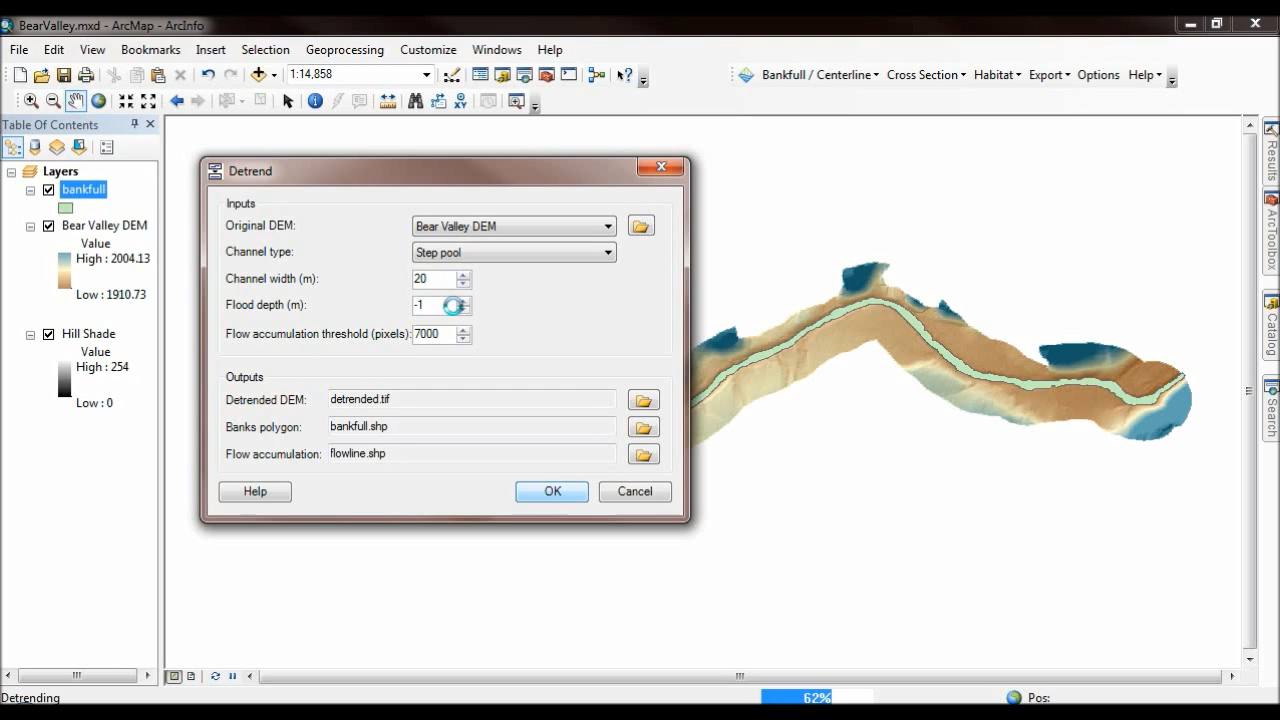 BearValley.mxd - ArcMap - ArcInfo
File Edit View Bookmarks Insert Selection Geoprocessing Customize Windows Help
1:14,858
Bankfull / Centerline Cross Section Habitat Export Options Help
Table Of Contents
Layers
bankfull
Bear Valley DEM
Value
High : 2004.13
Low : 1910.73
Hill Shade
Value
High : 254
Low : 0
Detrend
Inputs
Original DEM: Bear Valley DEM
Channel type: Step pool
Channel width (m): 20
Flood depth (m): -1
Flow accumulation threshold (pixels): 7000
Outputs
Detrended DEM: detrended.tif
Banks polygon: bankfull.shp
Flow accumulation: flowline.shp
Help OK Cancel
Results
ArcToolbox
Catalog
Search
Detrending 62% Pos: